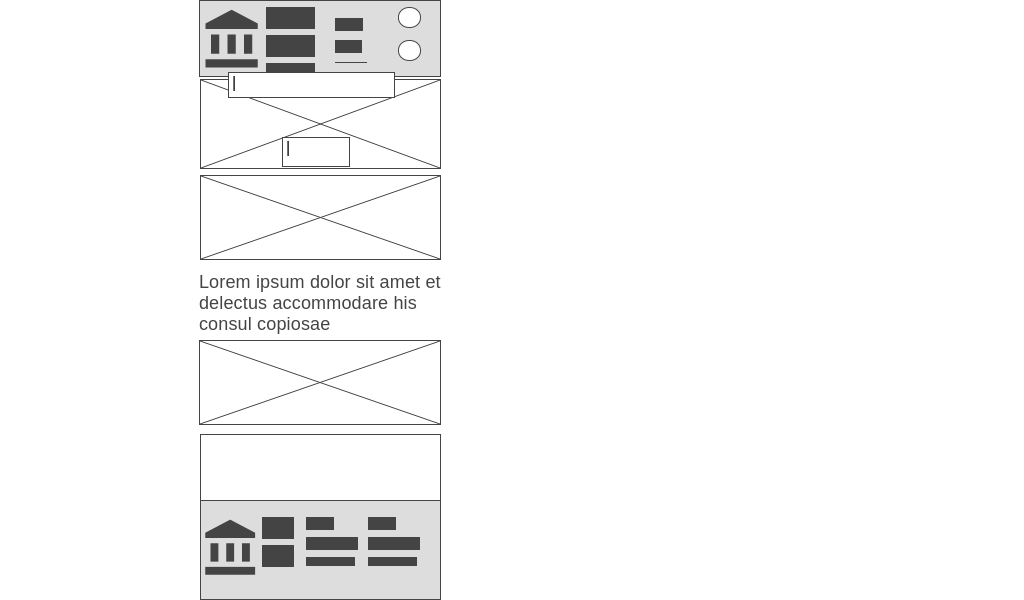 Lorem ipsum dolor sit amet et
delectus accommodare his
consul copiosae